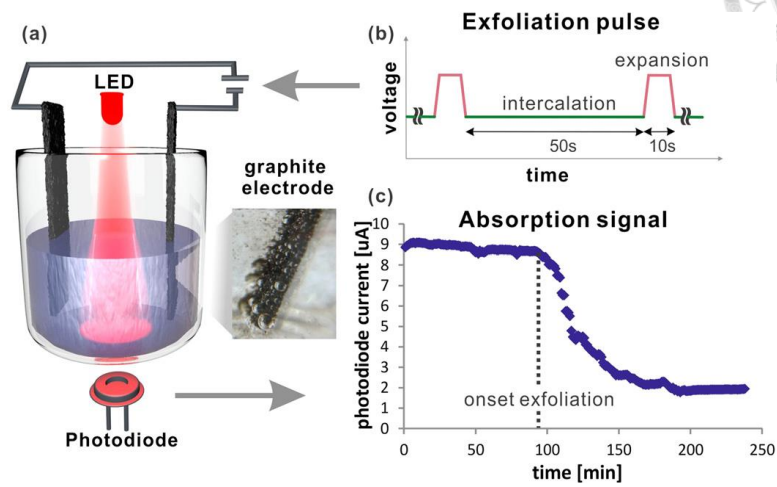 (a)
LED
graphite
electrode
Photodiode
(b)
Exfoliation pulse
voltage
expansion
intercalation
50s
10s
time
(c)
Absorption signal
photodiode current [uA]
10
9
8
7
6
5
4
3
2
1
0
onset exfoliation
0
50
100
150
200
250
time [min]